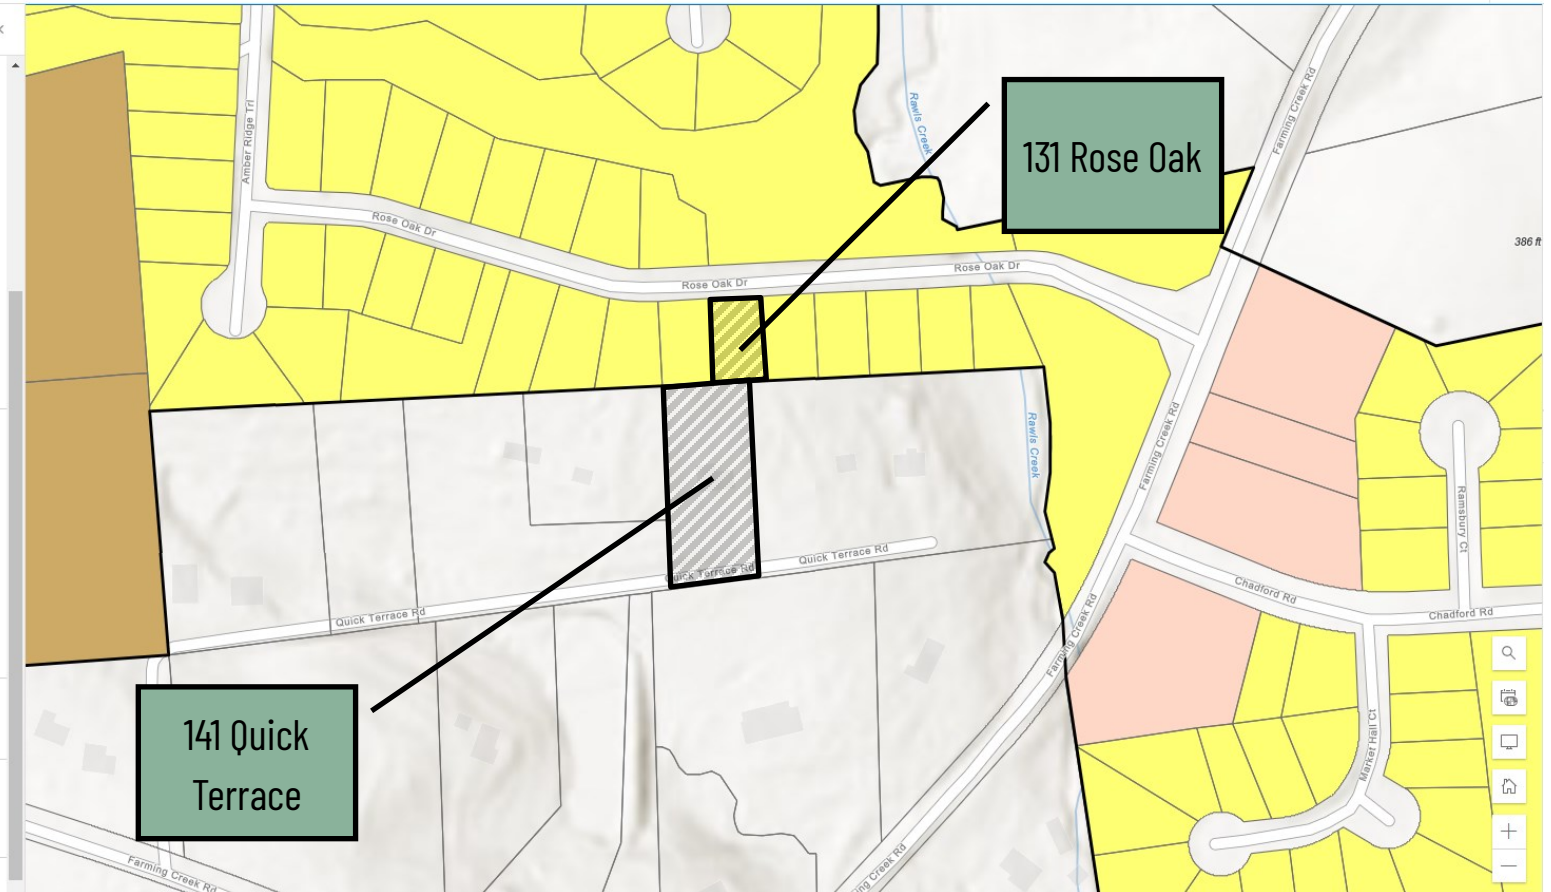 Amber Ridge Trl
Rawls Creek
Farming Creek Rd
131 Rose Oak
Rose Oak Dr
386 ft
Rose Oak Dr
Rose Oak Dr
Farming Creek Rd
Rawls Creek
Ramsbury Ct
Quick Terrace Rd
Quick Terrace Rd
Quick Terrace Rd
Chadford Rd
Chadford Rd
Farming Creek Rd
141 Quick
Terrace
Market Hall Ct
Farming Creek Rd
ing Creek Rd